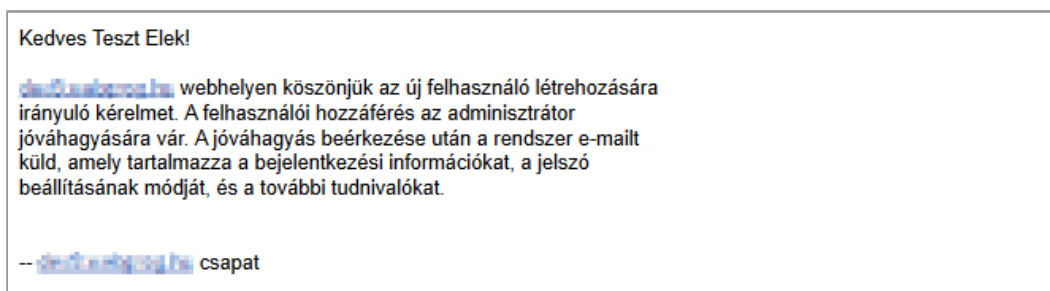 Kedves Teszt Elek!
webhelyen köszönjük az új felhasználó létrehozására
irányuló kérelmet. A felhasználói hozzáférés az adminisztrátor
jóváhagyására vár. A jóváhagyás beérkezése után a rendszer e-mailt
küld, amely tartalmazza a bejelentkezési információkat, a jelszó
beállításának módját, és a további tudnivalókat.
-- csapat